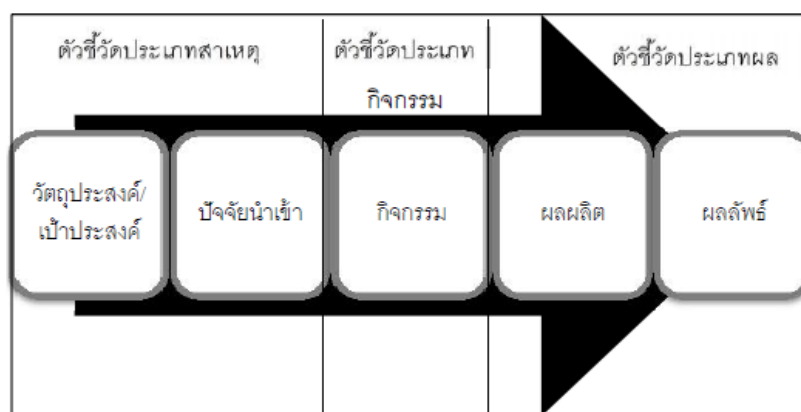 ตัวชี้วัดประเภทสาเหตุ
ตัวชี้วัดประเภท
กิจกรรม
ตัวชี้วัดประเภทผล
วัตถุประสงค์/
เป้าประสงค์
ปัจจัยนำเข้า
กิจกรรม
ผลผลิต
ผลลัพธ์